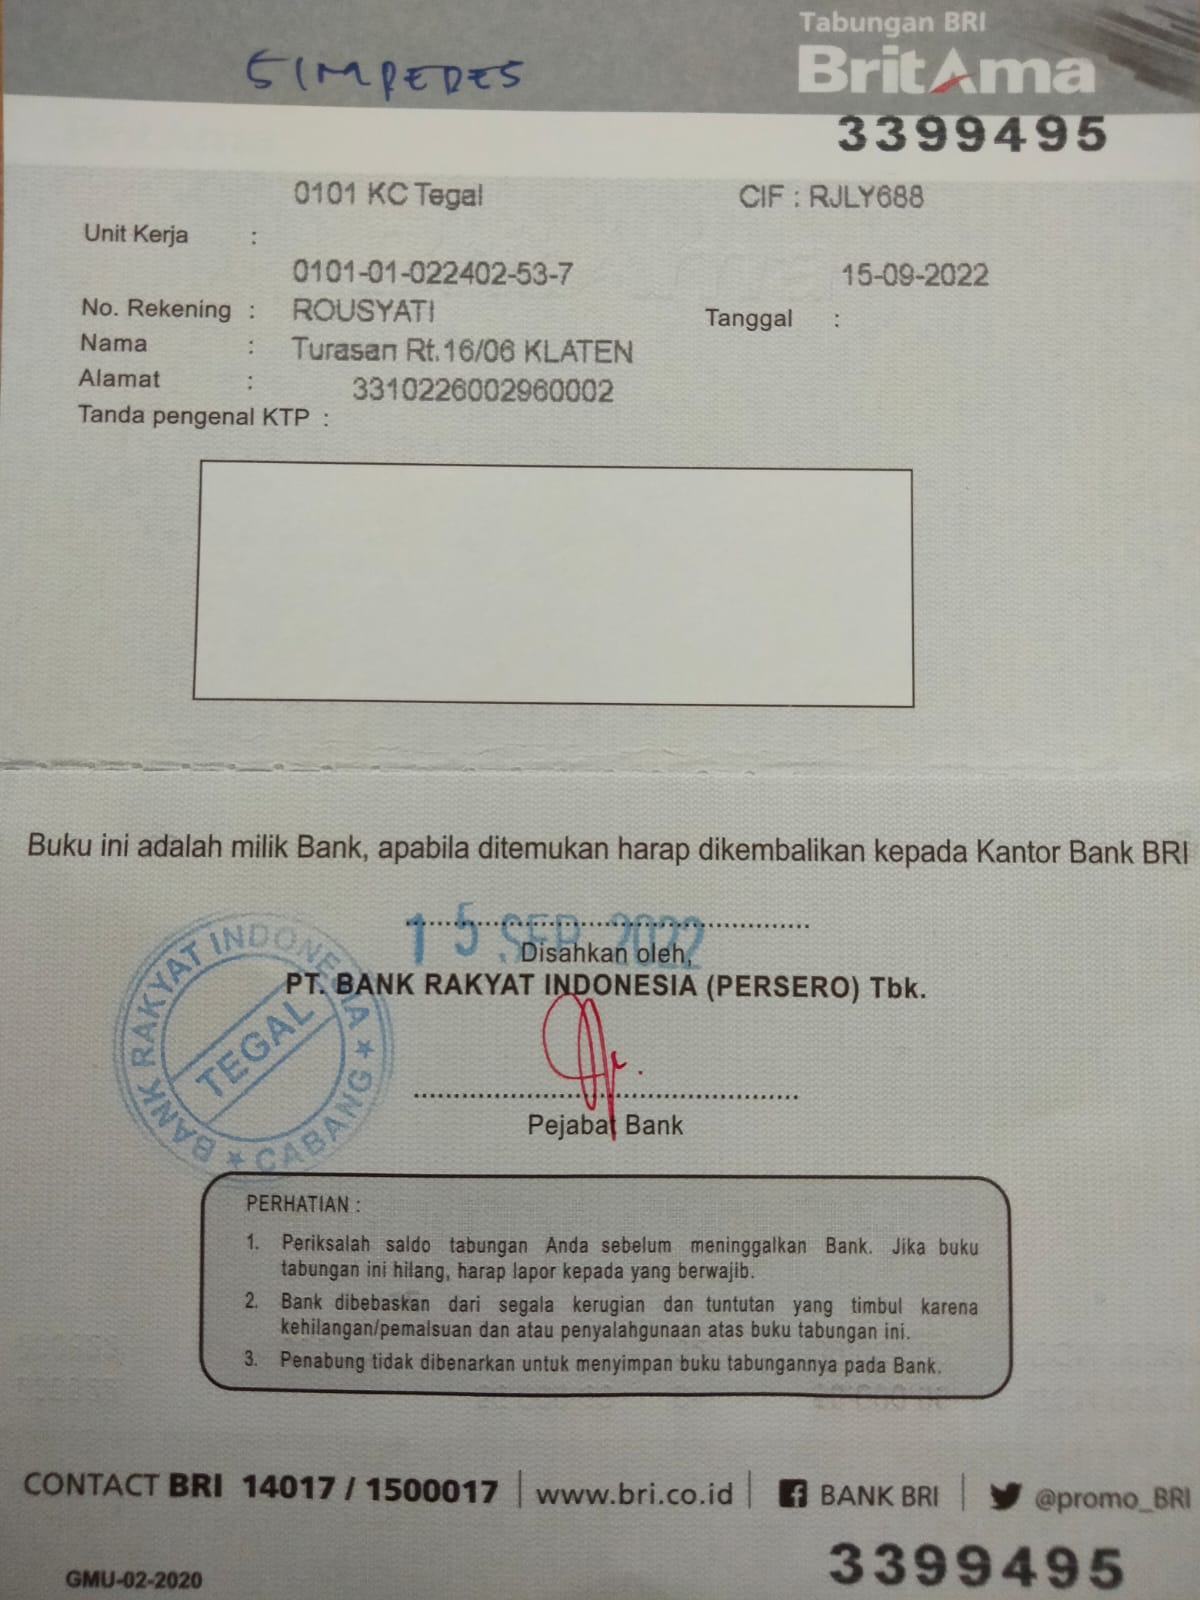 SIMPEDES
Tabungan BRI
BritAma
3399495
0101 KC Tegal CIF : RJLY688
Unit Kerja :
0101-01-022402-53-7 15-09-2022
No. Rekening : ROUSYATI Tanggal :
Nama : Turasan Rt.16/06 KLATEN
Alamat : 3310226002960002
Tanda pengenal KTP :
Buku ini adalah milik Bank, apabila ditemukan harap dikembalikan kepada Kantor Bank BRI
15 SEP 2022
Disahkan oleh,
PT. BANK RAKYAT INDONESIA (PERSERO) Tbk.
BANK RAKYAT INDONESIA
TEGAL
★ CABANG ★
Pejabat Bank
PERHATIAN :
1. Periksalah saldo tabungan Anda sebelum meninggalkan Bank. Jika buku
tabungan ini hilang, harap lapor kepada yang berwajib.
2. Bank dibebaskan dari segala kerugian dan tuntutan yang timbul karena
kehilangan/pemalsuan dan atau penyalahgunaan atas buku tabungan ini.
3. Penabung tidak dibenarkan untuk menyimpan buku tabungannya pada Bank.
CONTACT BRI 14017 / 1500017 | www.bri.co.id | BANK BRI | @promo_BRI
3399495
GMU-02-2020